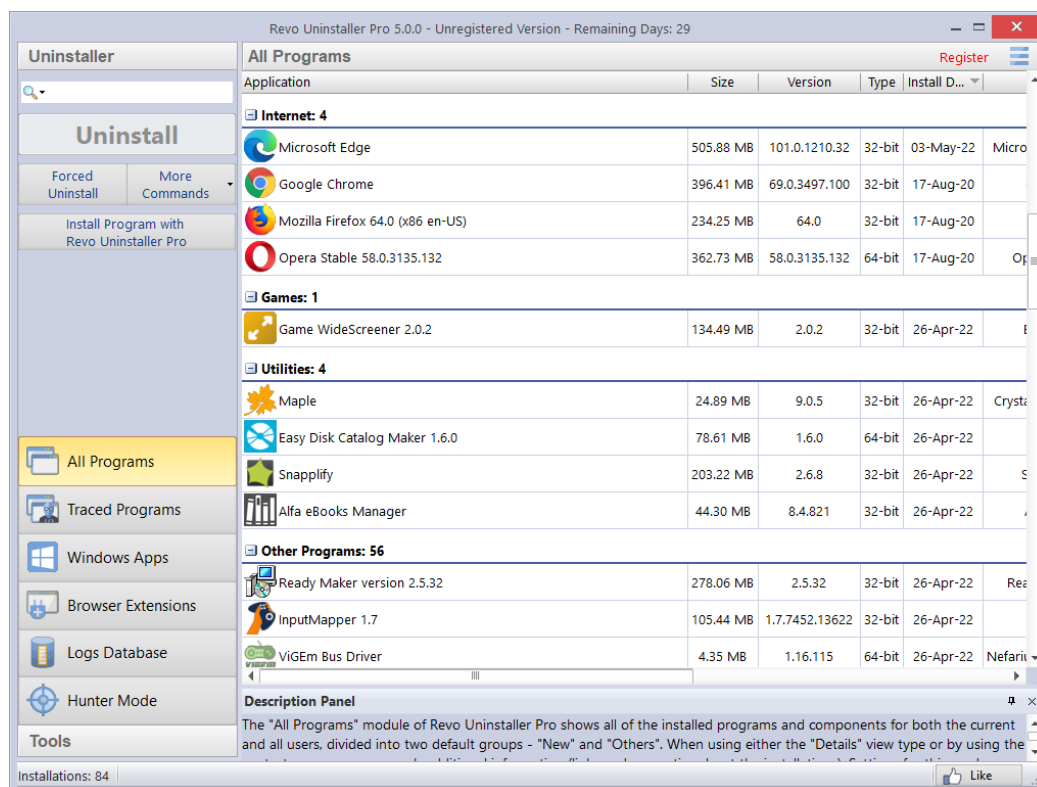 Revo Uninstaller Pro 5.0.0 - Unregistered Version - Remaining Days: 29
Uninstaller
All Programs
Register
Uninstall
Forced
Uninstall
More
Commands
Install Program with
Revo Uninstaller Pro
All Programs
Traced Programs
Windows Apps
Browser Extensions
Logs Database
Hunter Mode
Tools
Application Size Version Type Install D...
Internet: 4
Microsoft Edge 505.88 MB 101.0.1210.32 32-bit 03-May-22 Micro
Google Chrome 396.41 MB 69.0.3497.100 32-bit 17-Aug-20
Mozilla Firefox 64.0 (x86 en-US) 234.25 MB 64.0 32-bit 17-Aug-20
Opera Stable 58.0.3135.132 362.73 MB 58.0.3135.132 64-bit 17-Aug-20
Games: 1
Game WideScreener 2.0.2 134.49 MB 2.0.2 32-bit 26-Apr-22
Utilities: 4
Maple 24.89 MB 9.0.5 32-bit 26-Apr-22 Crysta
Easy Disk Catalog Maker 1.6.0 78.61 MB 1.6.0 64-bit 26-Apr-22
Snapplify 203.22 MB 2.6.8 32-bit 26-Apr-22
Alfa eBooks Manager 44.30 MB 8.4.821 32-bit 26-Apr-22
Other Programs: 56
Ready Maker version 2.5.32 278.06 MB 2.5.32 32-bit 26-Apr-22 Rea
InputMapper 1.7 105.44 MB 1.7.7452.13622 32-bit 26-Apr-22
ViGEm Bus Driver 4.35 MB 1.16.115 64-bit 26-Apr-22 Nefariu
Description Panel
The "All Programs" module of Revo Uninstaller Pro shows all of the installed programs and components for both the current
and all users, divided into two default groups - "New" and "Others". When using either the "Details" view type or by using the
Installations: 84
Like